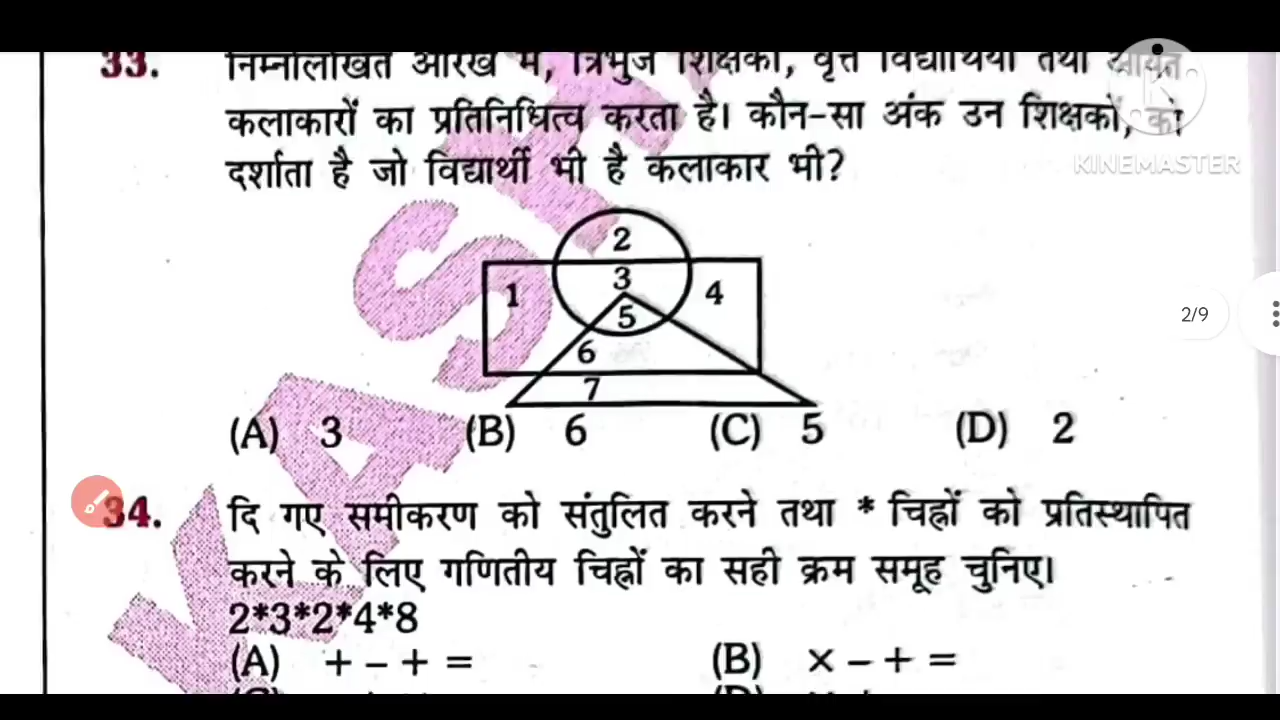 33. निम्नलिखित आरेख में, त्रिभुज शिक्षकों, वृत्त विद्यार्थियों तथा आयत
कलाकारों का प्रतिनिधित्व करता है। कौन-सा अंक उन शिक्षकों, को
दर्शाता है जो विद्यार्थी भी है कलाकार भी?
KINEMASTER
2
3
1
4
5
6
7
2/9
(A) 3 (B) 6 (C) 5 (D) 2
34. दि गए समीकरण को संतुलित करने तथा * चिह्नों को प्रतिस्थापित
करने के लिए गणितीय चिह्नों का सही क्रम समूह चुनिए।
2*3*2*4*8
(A) + – + = (B) × – + =
KASH